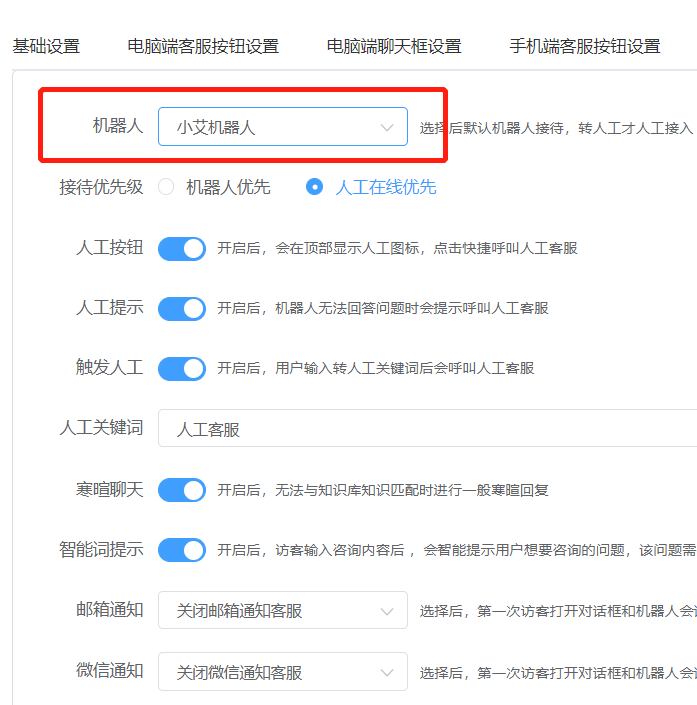 基础设置 电脑端客服按钮设置 电脑端聊天框设置 手机端客服按钮设置
机器人 小艾机器人 选择后默认机器人接待，转人工才人工接入
接待优先级 机器人优先 人工在线优先
人工按钮 开启后，会在顶部显示人工图标，点击快捷呼叫人工客服
人工提示 开启后，机器人无法回答问题时会提示呼叫人工客服
触发人工 开启后，用户输入转人工关键词后会呼叫人工客服
人工关键词 人工客服
寒暄聊天 开启后，无法与知识库知识匹配时进行一般寒暄回复
智能词提示 开启后，访客输入咨询内容后 ，会智能提示用户想要咨询的问题，该问题需
邮箱通知 关闭邮箱通知客服 选择后，第一次访客打开对话框和机器人会
微信通知 关闭微信通知客服 选择后，第一次访客打开对话框和机器人会